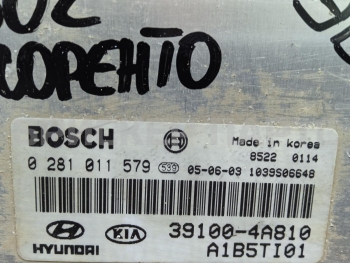 СОРЕНТО
BOSCH Made in korea
8522 0114
0 281 011 579 539 05-06-03 1039S06648
HYUNDAI KIA 39100-4A810
A1B5TI01